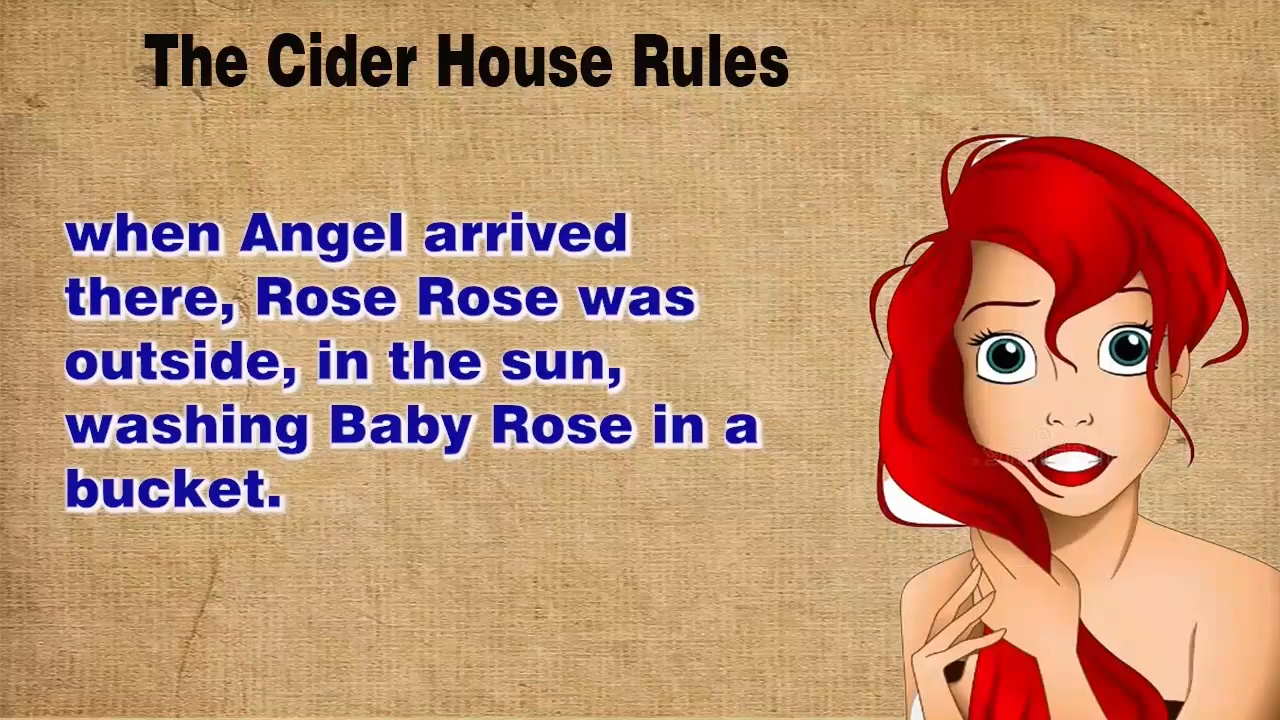 The Cider House Rules
when Angel arrived
there, Rose Rose was
outside, in the sun,
washing Baby Rose in a
bucket.